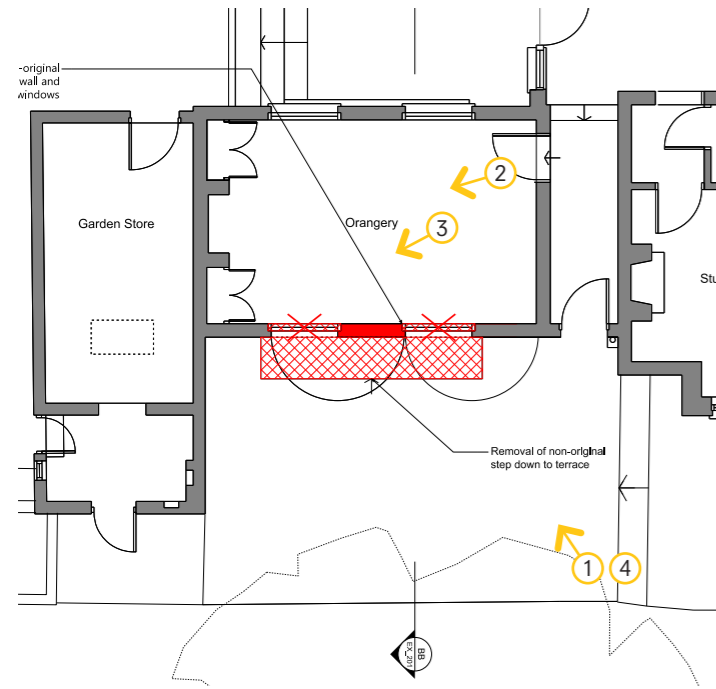 -original
wall and
windows
2
Garden Store
Orangery
3
Stu
Removal of non-original
step down to terrace
1 4
BB
EX_201